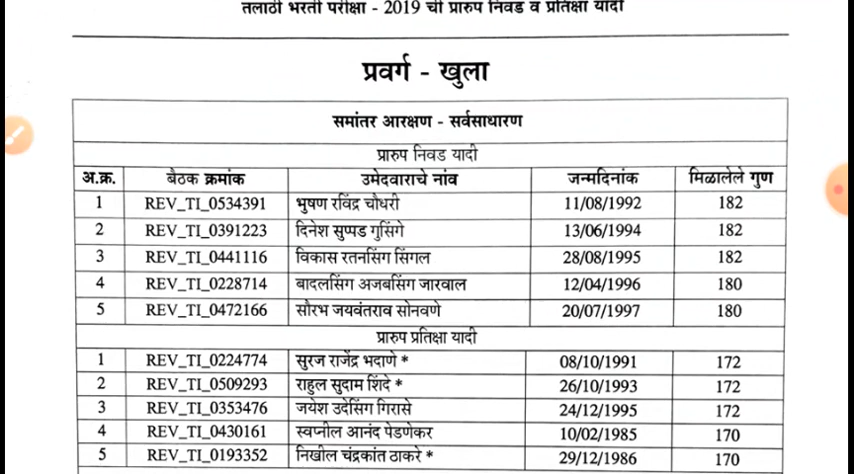 तलाठी भरती परीक्षा - 2019 ची प्रारुप निवड व प्रतिक्षा यादी
प्रवर्ग - खुला
समांतर आरक्षण - सर्वसाधारण
प्रारुप निवड यादी
अ.क्र. बैठक क्रमांक उमेदवाराचे नांव जन्मदिनांक मिळालेले गुण
1 REV_TI_0534391 भुषण रविंद्र चौधरी 11/08/1992 182
2 REV_TI_0391223 दिनेश सुप्पड गुसिंगे 13/06/1994 182
3 REV_TI_0441116 विकास रतनसिंग सिंगल 28/08/1995 182
4 REV_TI_0228714 बादलसिंग अजबसिंग जारवाल 12/04/1996 180
5 REV_TI_0472166 सौरभ जयवंतराव सोनवणे 20/07/1997 180
प्रारुप प्रतिक्षा यादी
1 REV_TI_0224774 सुरज राजेंद्र भदाणे * 08/10/1991 172
2 REV_TI_0509293 राहुल सुदाम शिंदे * 26/10/1993 172
3 REV_TI_0353476 जयेश उदेसिंग गिरासे 24/12/1995 172
4 REV_TI_0430161 स्वप्नील आनंद पेडणेकर 10/02/1985 170
5 REV_TI_0193352 निखील चंद्रकांत ठाकरे * 29/12/1986 170